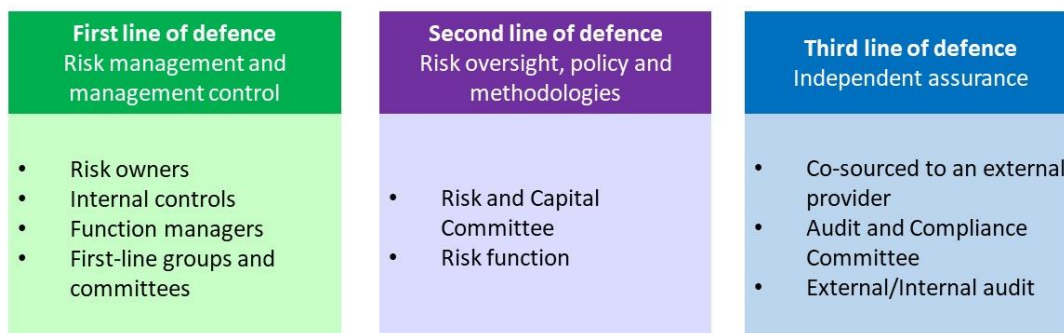 First line of defence
Risk management and
management control
• Risk owners
• Internal controls
• Function managers
• First-line groups and
committees
Second line of defence
Risk oversight, policy and
methodologies
• Risk and Capital
Committee
• Risk function
Third line of defence
Independent assurance
• Co-sourced to an external
provider
• Audit and Compliance
Committee
• External/Internal audit